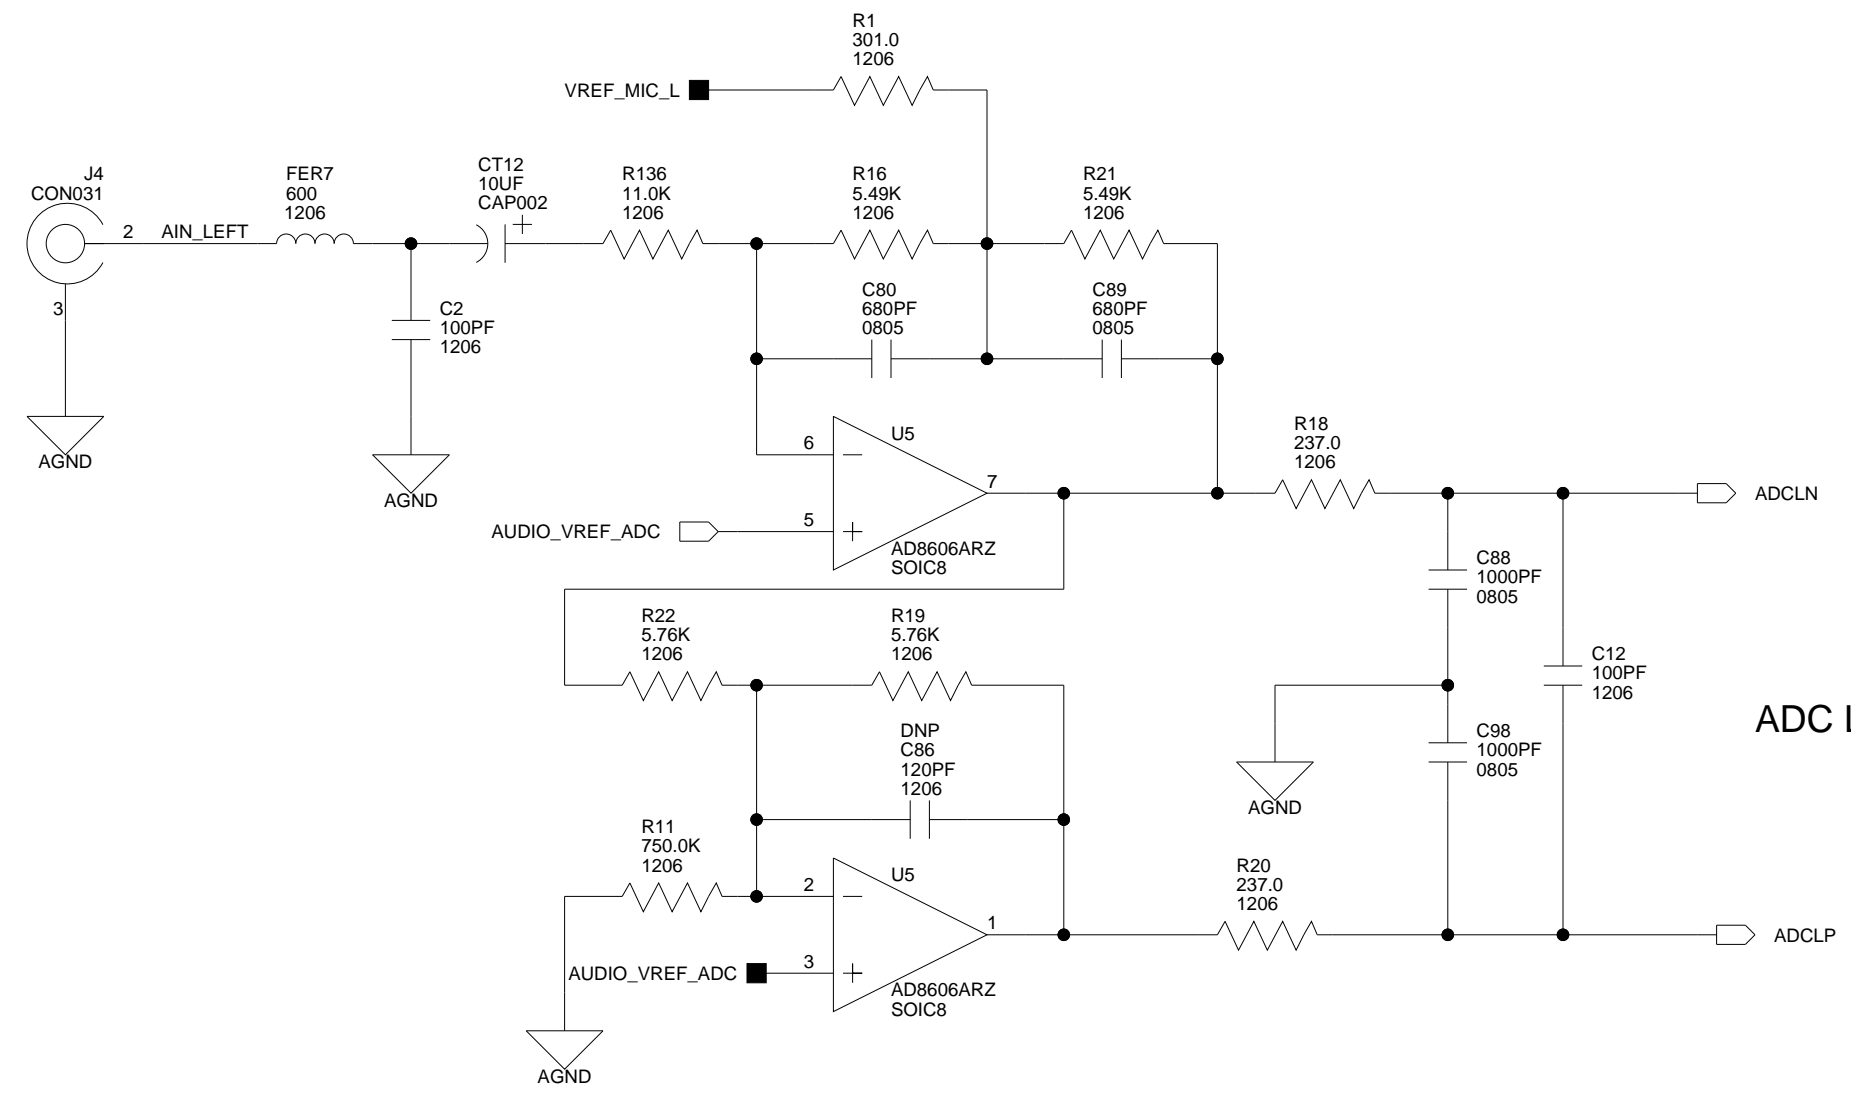 R1
301.0
1206
VREF_MIC_L
J4
CON031
2
AIN_LEFT
3
AGND
FER7
600
1206
C2
100PF
1206
AGND
CT12
10UF
CAP002
+
R136
11.0K
1206
R16
5.49K
1206
R21
5.49K
1206
C80
680PF
0805
C89
680PF
0805
U5
6
7
5
AUDIO_VREF_ADC
AD8606ARZ
SOIC8
R18
237.0
1206
ADCLN
C88
1000PF
0805
C12
100PF
1206
C98
1000PF
0805
AGND
ADC L
R22
5.76K
1206
R19
5.76K
1206
DNP
C86
120PF
1206
R11
750.0K
1206
U5
2
1
3
AUDIO_VREF_ADC
AD8606ARZ
SOIC8
AGND
R20
237.0
1206
ADCLP